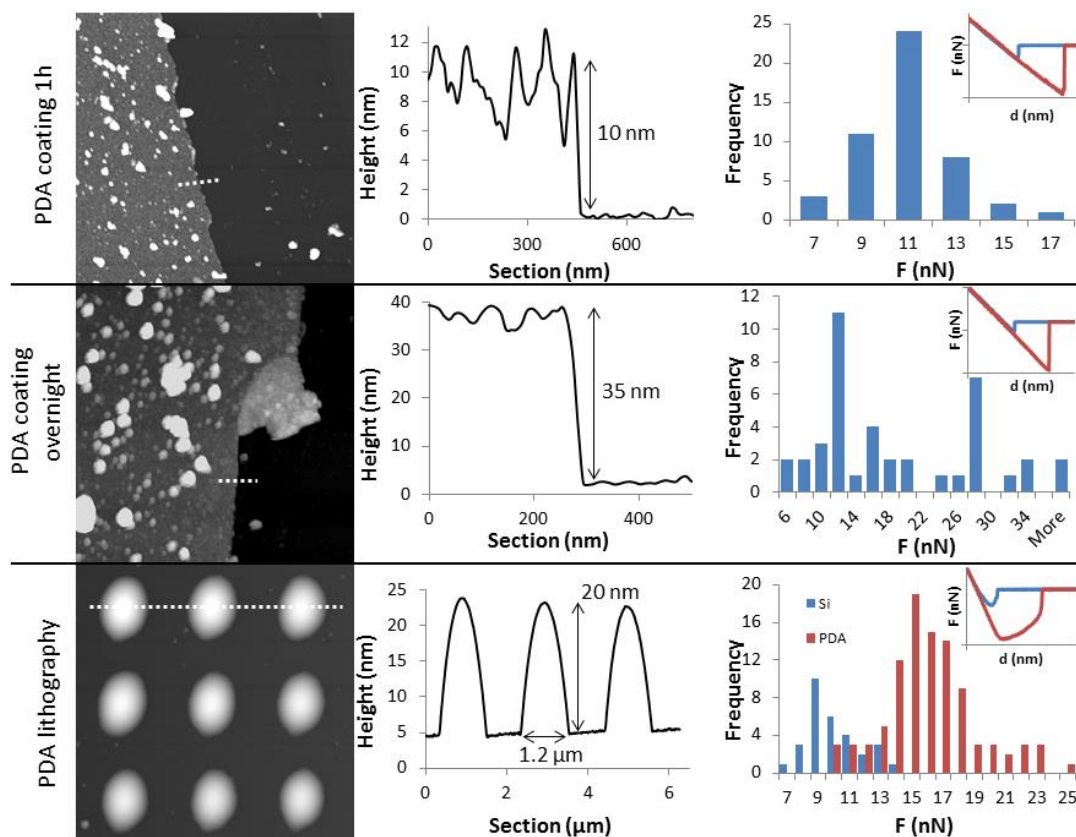 PDA coating 1h
Height (nm)
12
10
8
6
4
2
0
10 nm
0
300
600
Section (nm)
Frequency
25
20
15
10
5
0
7
9
11
13
15
17
F (nN)
F (nN)
d (nm)
PDA coating
overnight
Height (nm)
40
30
20
10
0
35 nm
0
200
400
Section (nm)
Frequency
12
10
8
6
4
2
0
6
10
14
18
22
26
30
34
More
F (nN)
F (nN)
d (nm)
PDA lithography
Height (nm)
25
20
15
10
5
0
20 nm
1.2 µm
0
2
4
6
Section (µm)
Frequency
20
16
12
8
4
0
Si
PDA
7
9
11
13
15
17
19
21
23
25
F (nN)
F (nN)
d (nm)